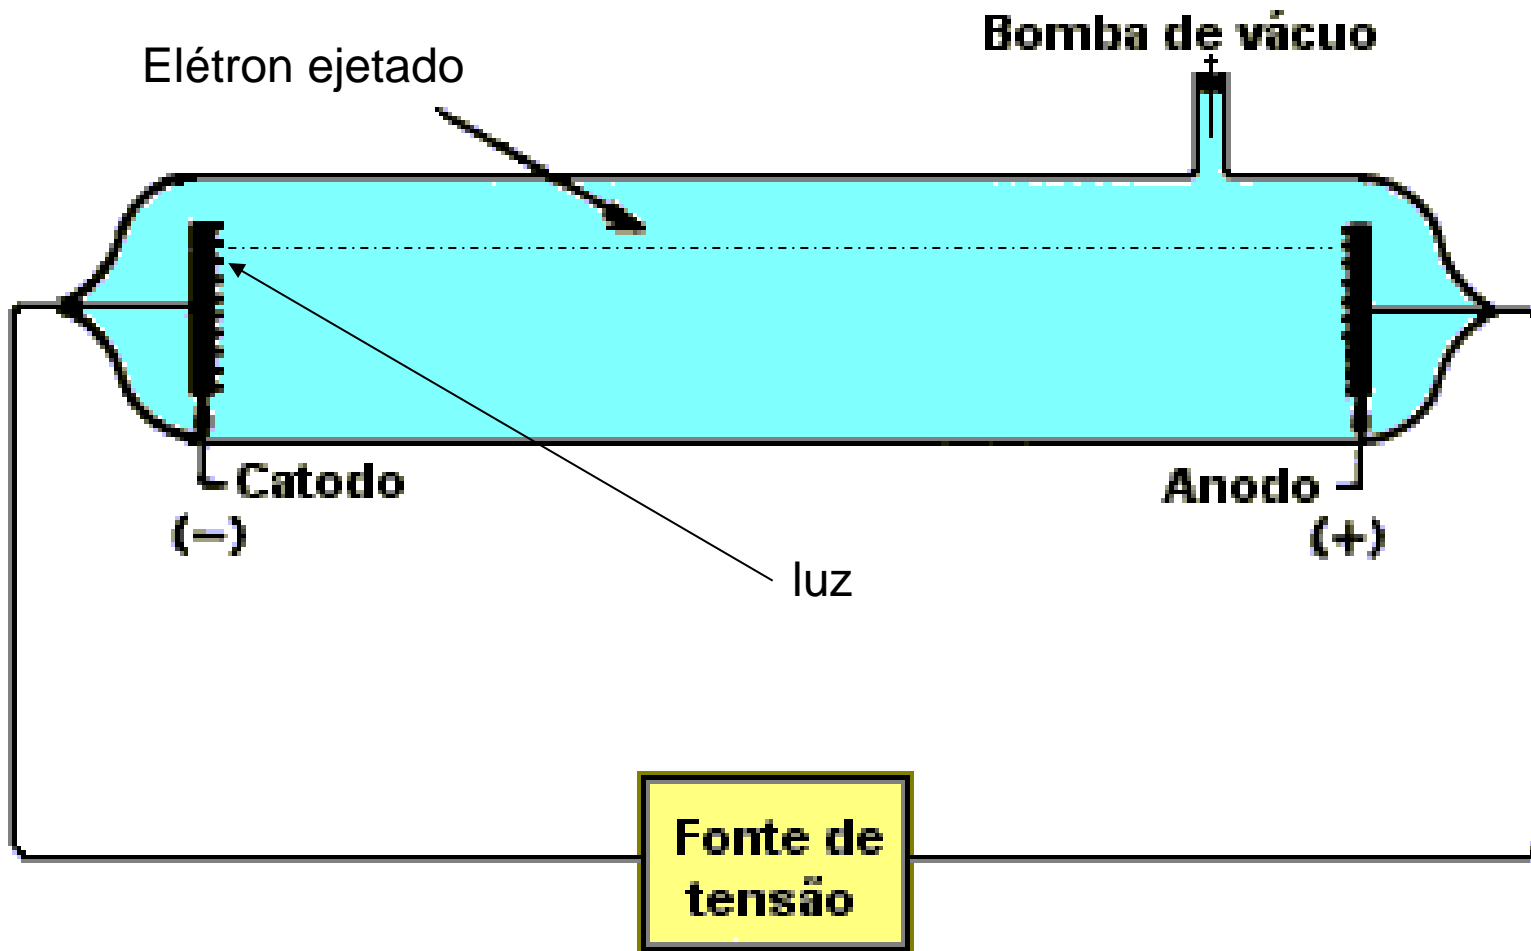 Bomba de vácuo
Elétron ejetado
Catodo
(−)
Anodo
(+)
luz
Fonte de
tensão